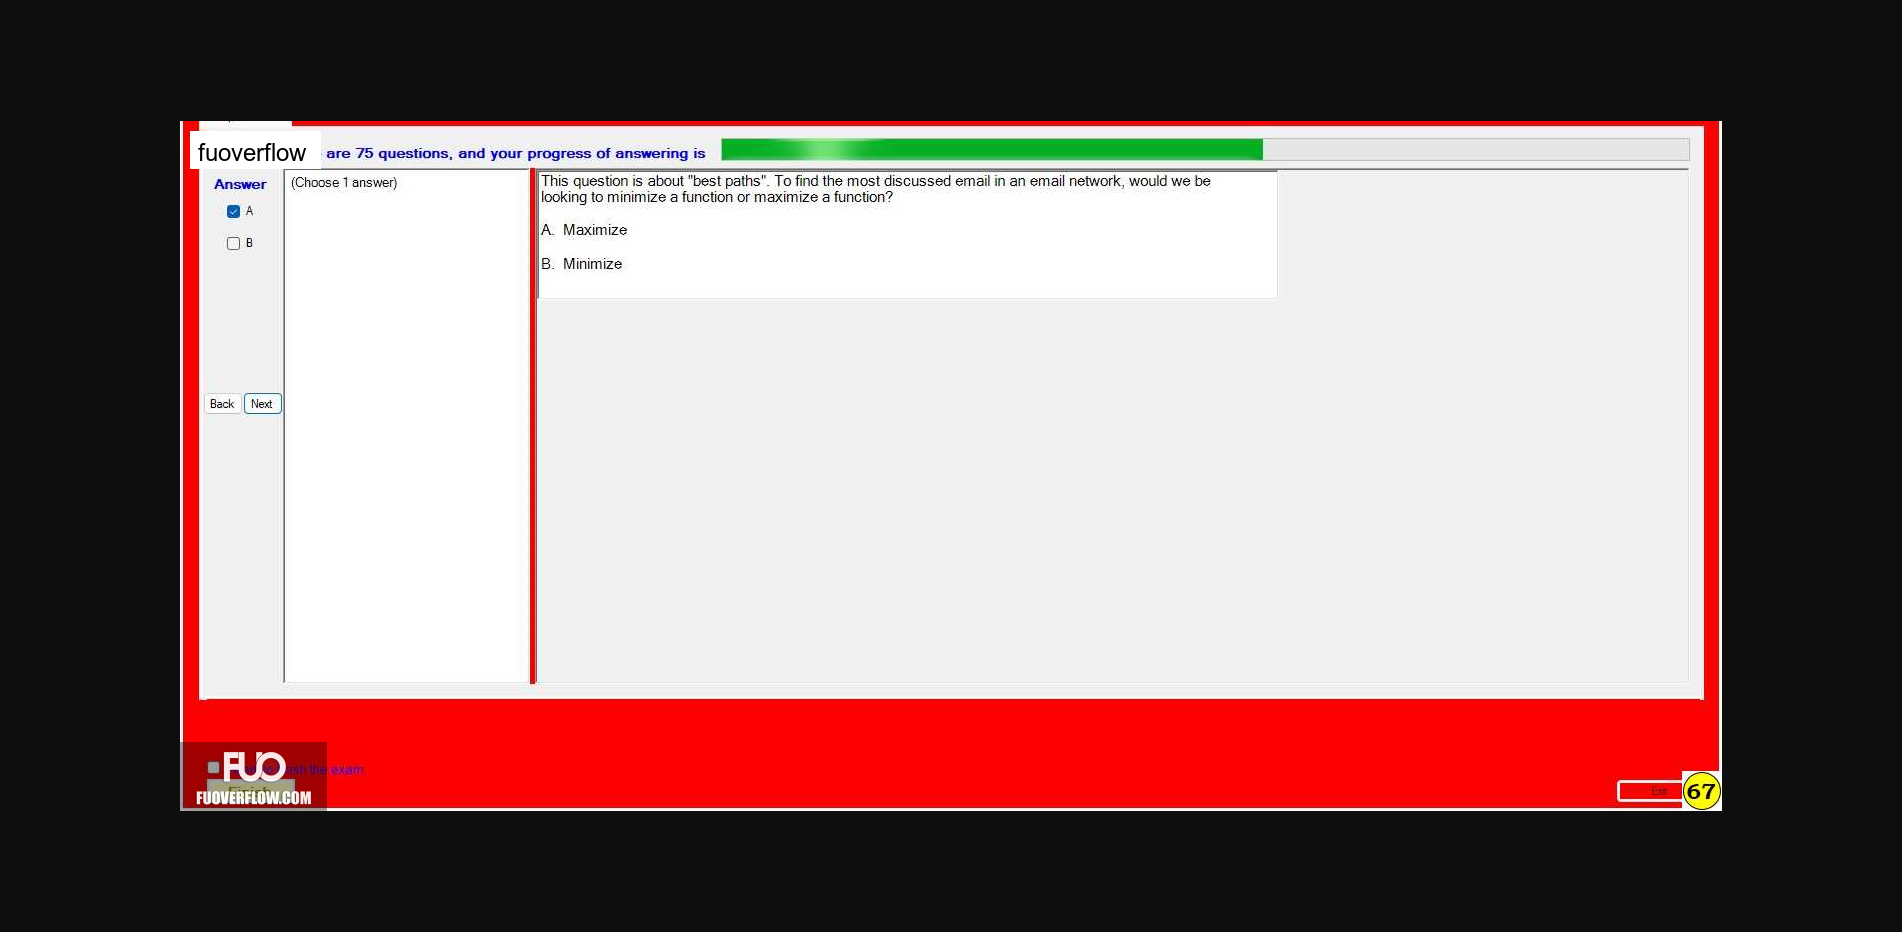 fuoverflow are 75 questions, and your progress of answering is
Answer
A
B
Back Next
(Choose 1 answer)
This question is about "best paths". To find the most discussed email in an email network, would we be
looking to minimize a function or maximize a function?
A. Maximize
B. Minimize
FUO
the exam
FUOVERFLOW.COM
Exit
67